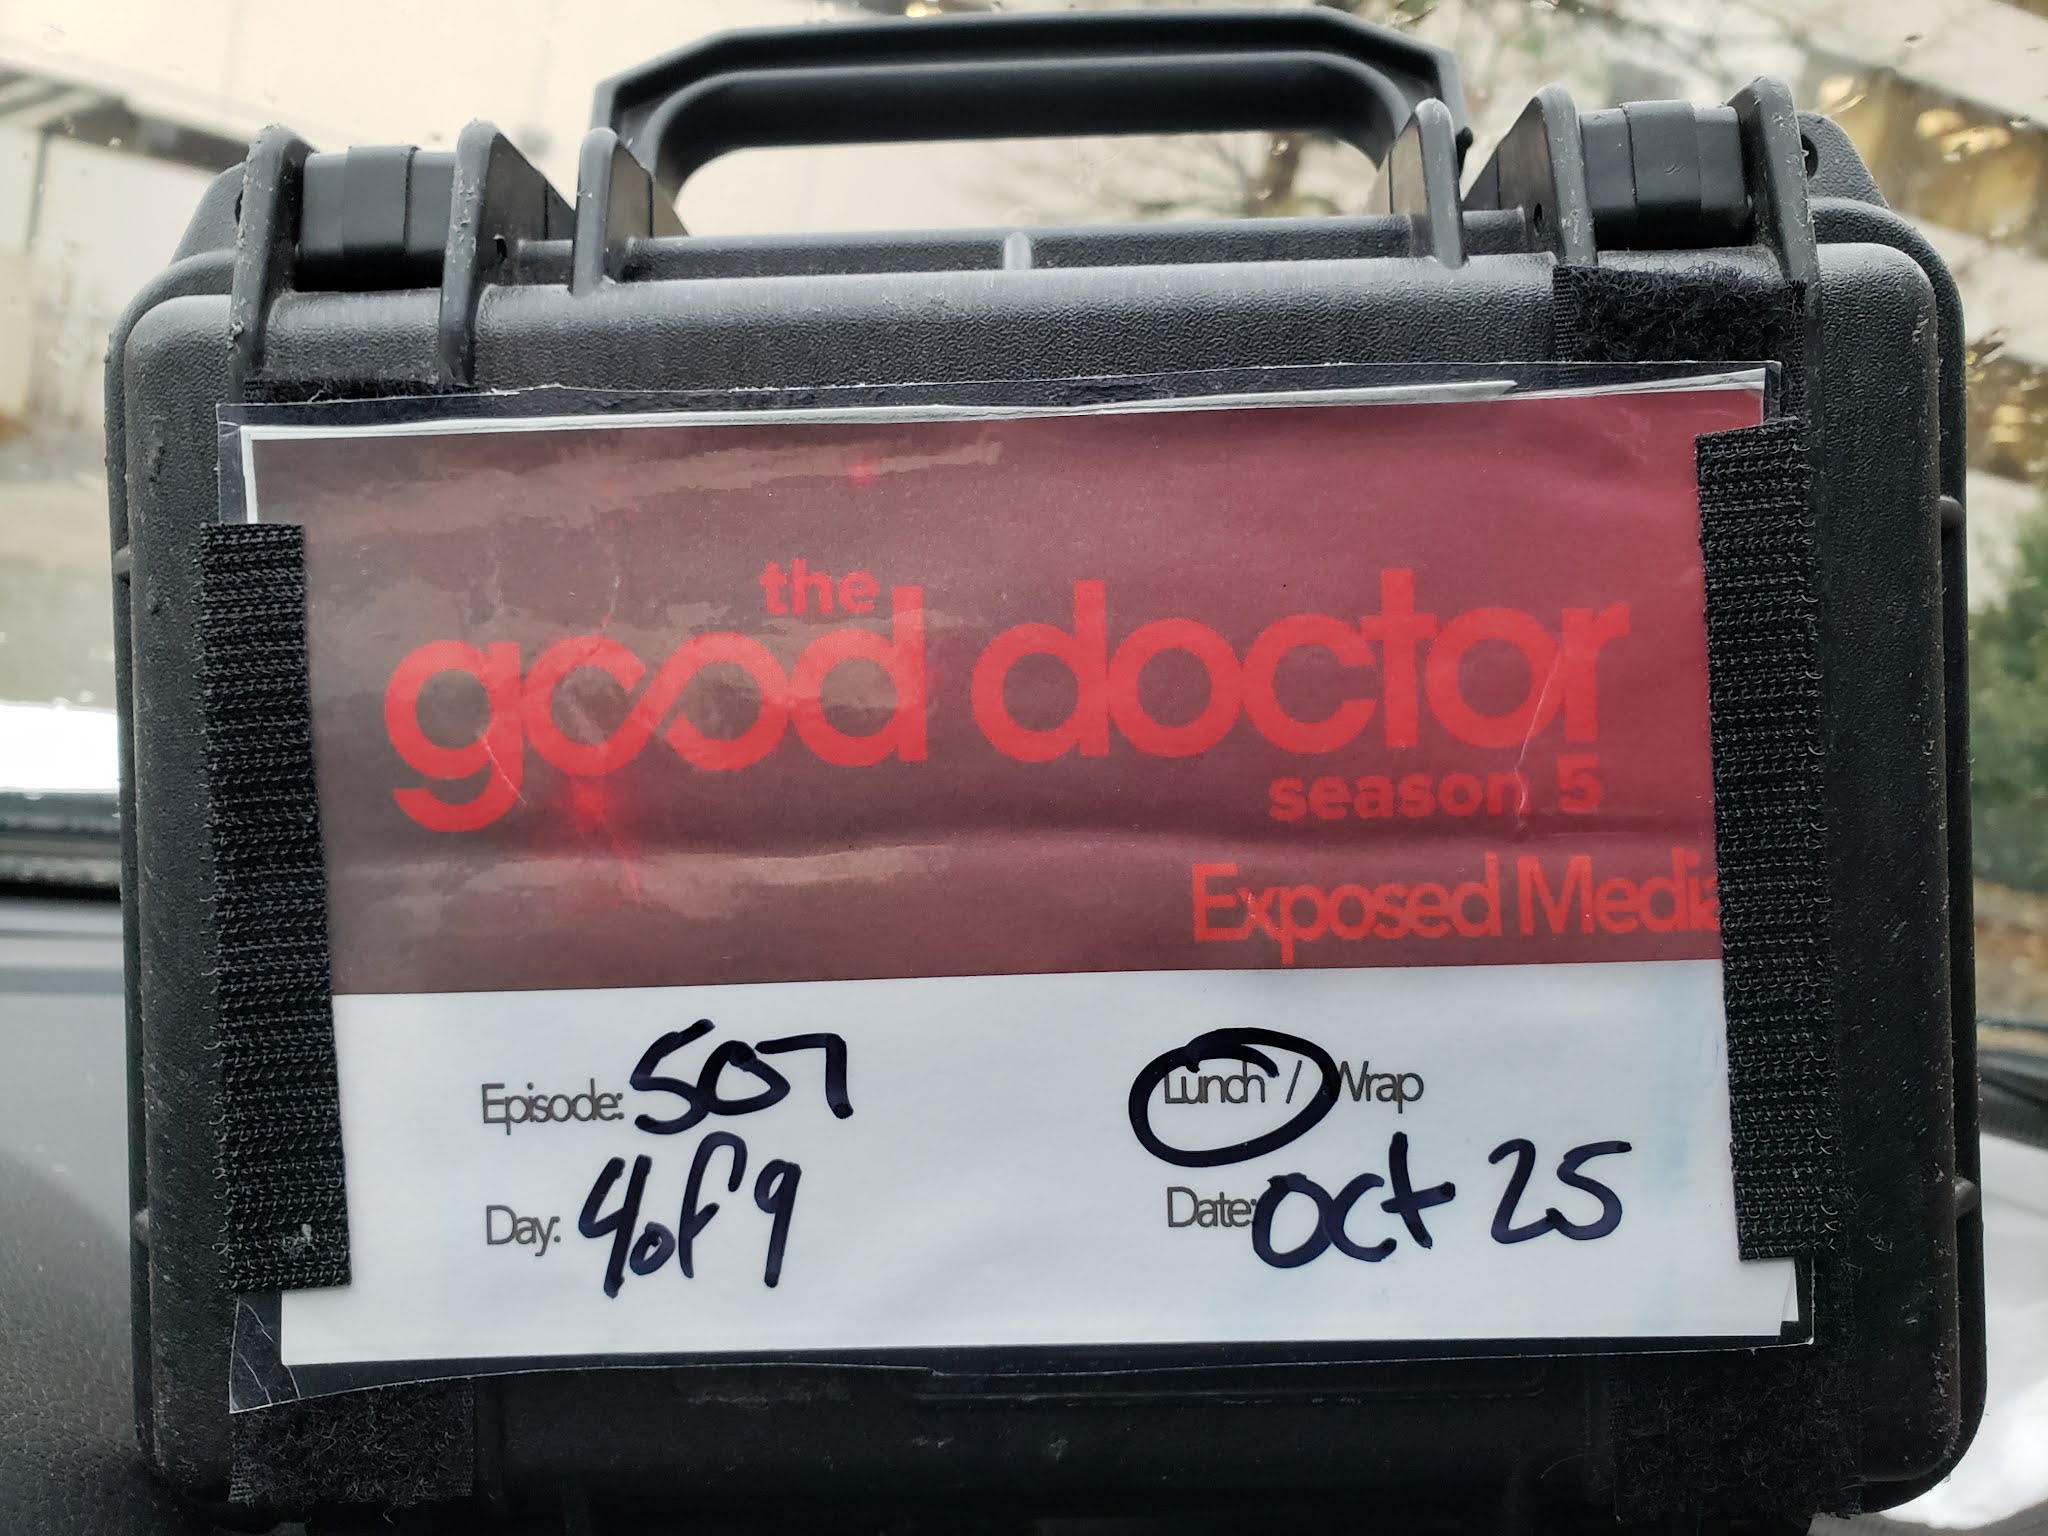 the
good doctor
season 5
Exposed Media
Episode: 507
Lunch / Wrap
Day: 4 of 9
Date: Oct 25